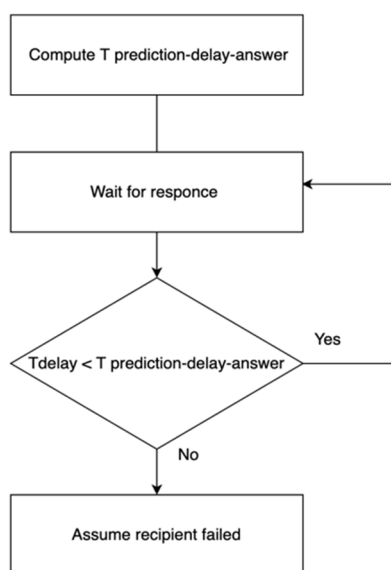 Compute T prediction-delay-answer
Wait for responce
Tdelay < T prediction-delay-answer
Yes
No
Assume recipient failed